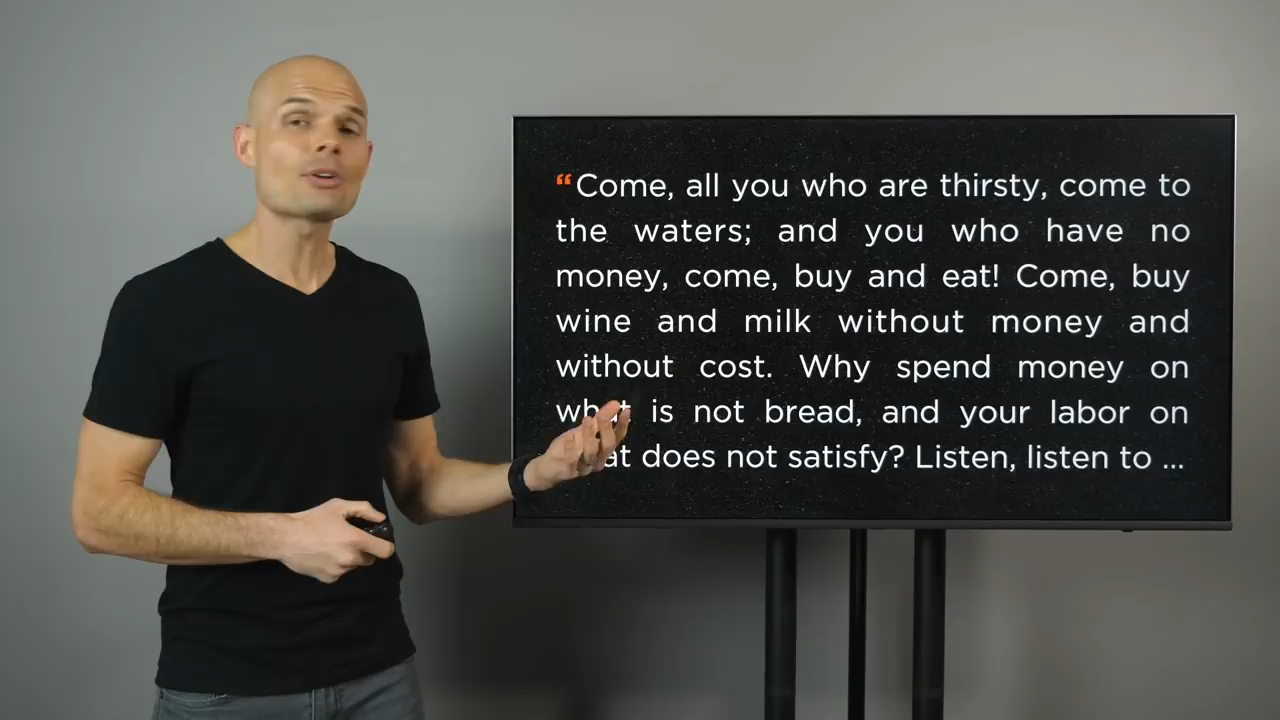 “Come, all you who are thirsty, come to
the waters; and you who have no
money, come, buy and eat! Come, buy
wine and milk without money and
without cost. Why spend money on
what is not bread, and your labor on
does not satisfy? Listen, listen to ...